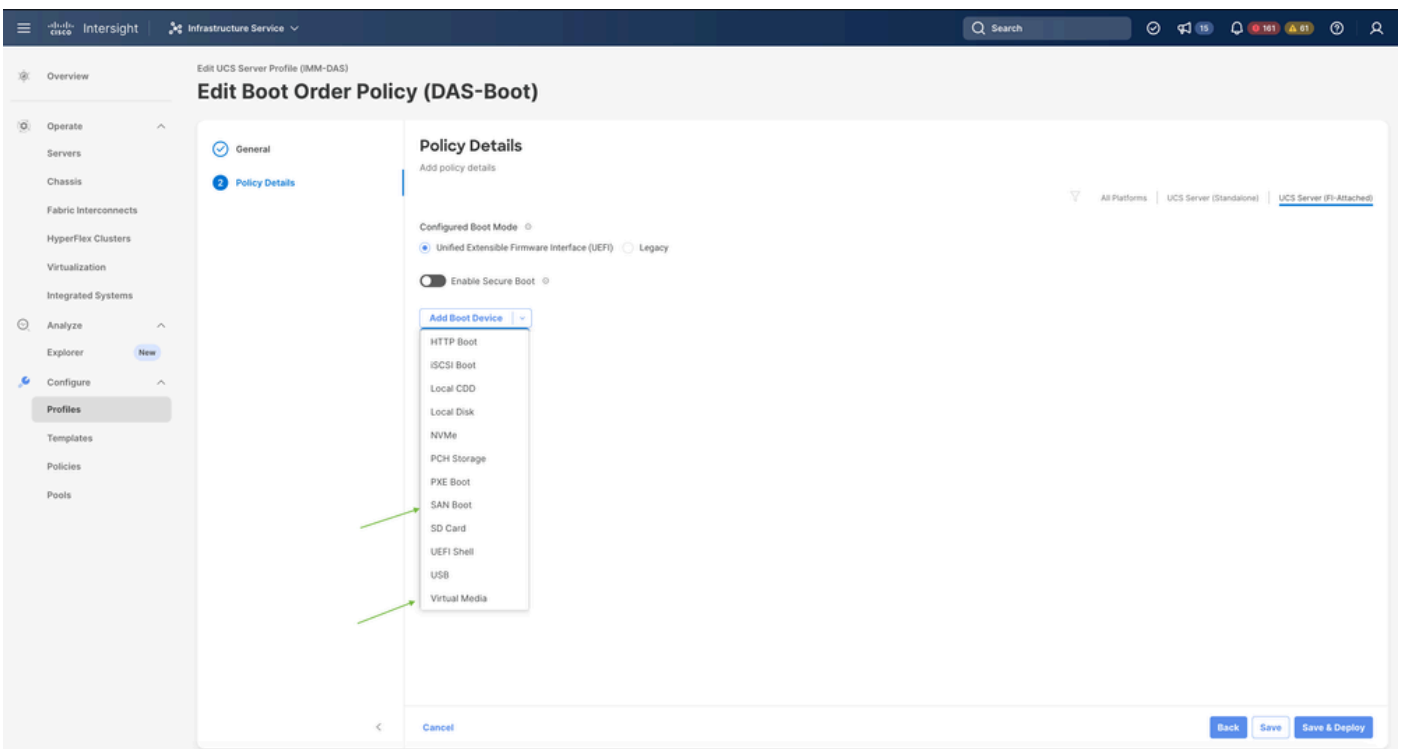 cisco Intersight
Infrastructure Service
Search
15
161
61
Overview
Operate
Servers
Chassis
Fabric Interconnects
HyperFlex Clusters
Virtualization
Integrated Systems
Analyze
Explorer New
Configure
Profiles
Templates
Policies
Pools
Edit UCS Server Profile (IMM-DAS)
Edit Boot Order Policy (DAS-Boot)
General
2 Policy Details
Policy Details
Add policy details
All Platforms | UCS Server (Standalone) | UCS Server (FI-Attached)
Configured Boot Mode
Unified Extensible Firmware Interface (UEFI) Legacy
Enable Secure Boot
Add Boot Device
HTTP Boot
iSCSI Boot
Local CDD
Local Disk
NVMe
PCH Storage
PXE Boot
SAN Boot
SD Card
UEFI Shell
USB
Virtual Media
Cancel
Back Save Save & Deploy